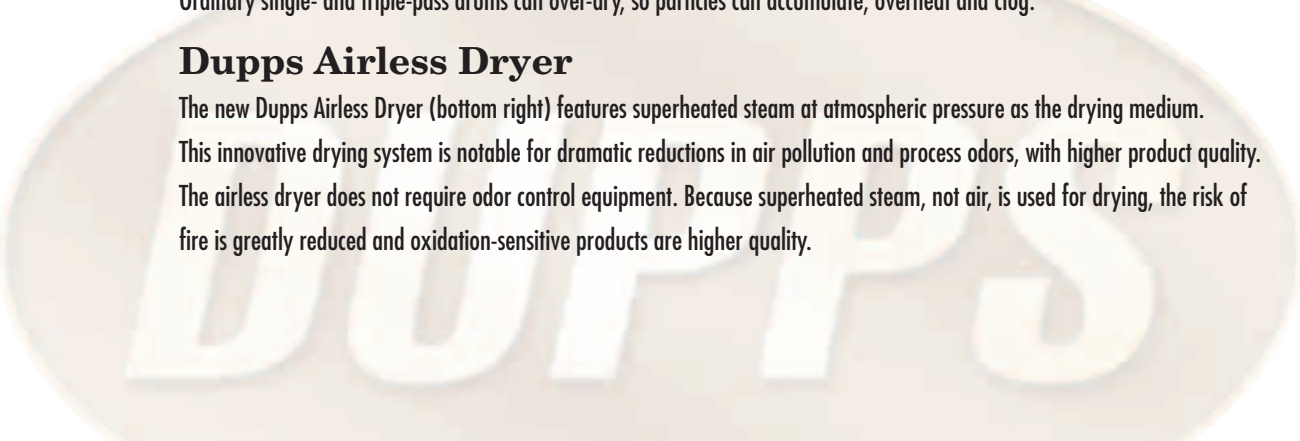 Ordinary single- and triple-pass drums can over-dry, so particles can accumulate, overheat and clog.
Dupps Airless Dryer
The new Dupps Airless Dryer (bottom right) features superheated steam at atmospheric pressure as the drying medium.
This innovative drying system is notable for dramatic reductions in air pollution and process odors, with higher product quality.
The airless dryer does not require odor control equipment. Because superheated steam, not air, is used for drying, the risk of
fire is greatly reduced and oxidation-sensitive products are higher quality.
DUPPS